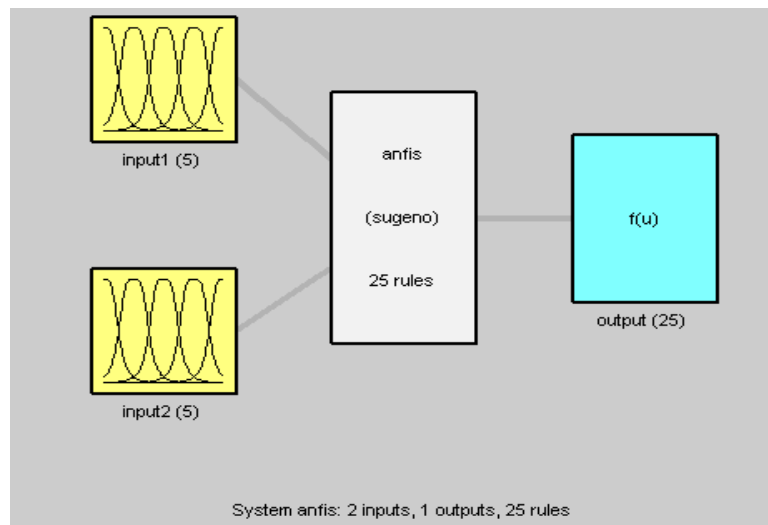 input1 (5)
anfis
(sugeno)
25 rules
f(u)
output (25)
input2 (5)
System anfis: 2 inputs, 1 outputs, 25 rules